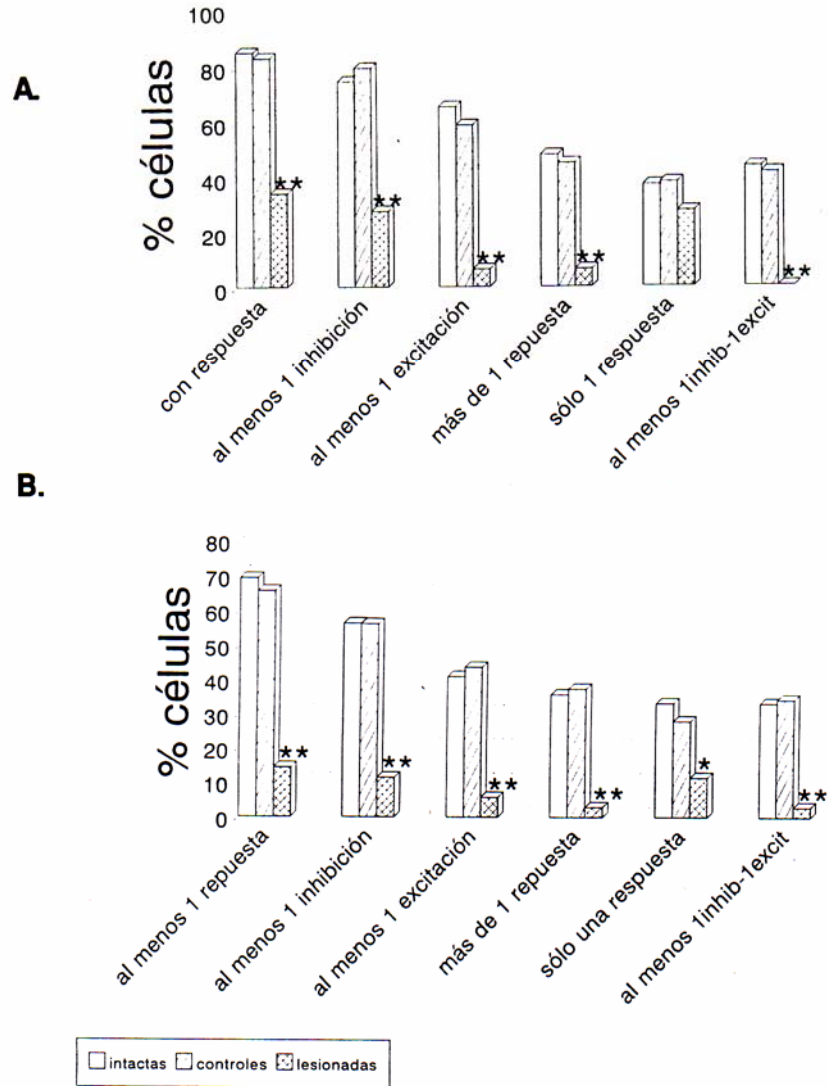 A.
% células
100
80
60
40
20
0
**
**
**
**
**
con respuesta
al menos 1 inhibición
al menos 1 excitación
más de 1 repuesta
sólo 1 respuesta
al menos 1inhib-1excit
B.
% células
80
70
60
50
40
30
20
10
0
**
**
**
**
*
**
al menos 1 repuesta
al menos 1 inhibición
al menos 1 excitación
más de 1 repuesta
sólo una respuesta
al menos 1inhib-1excit
intactas controles lesionadas